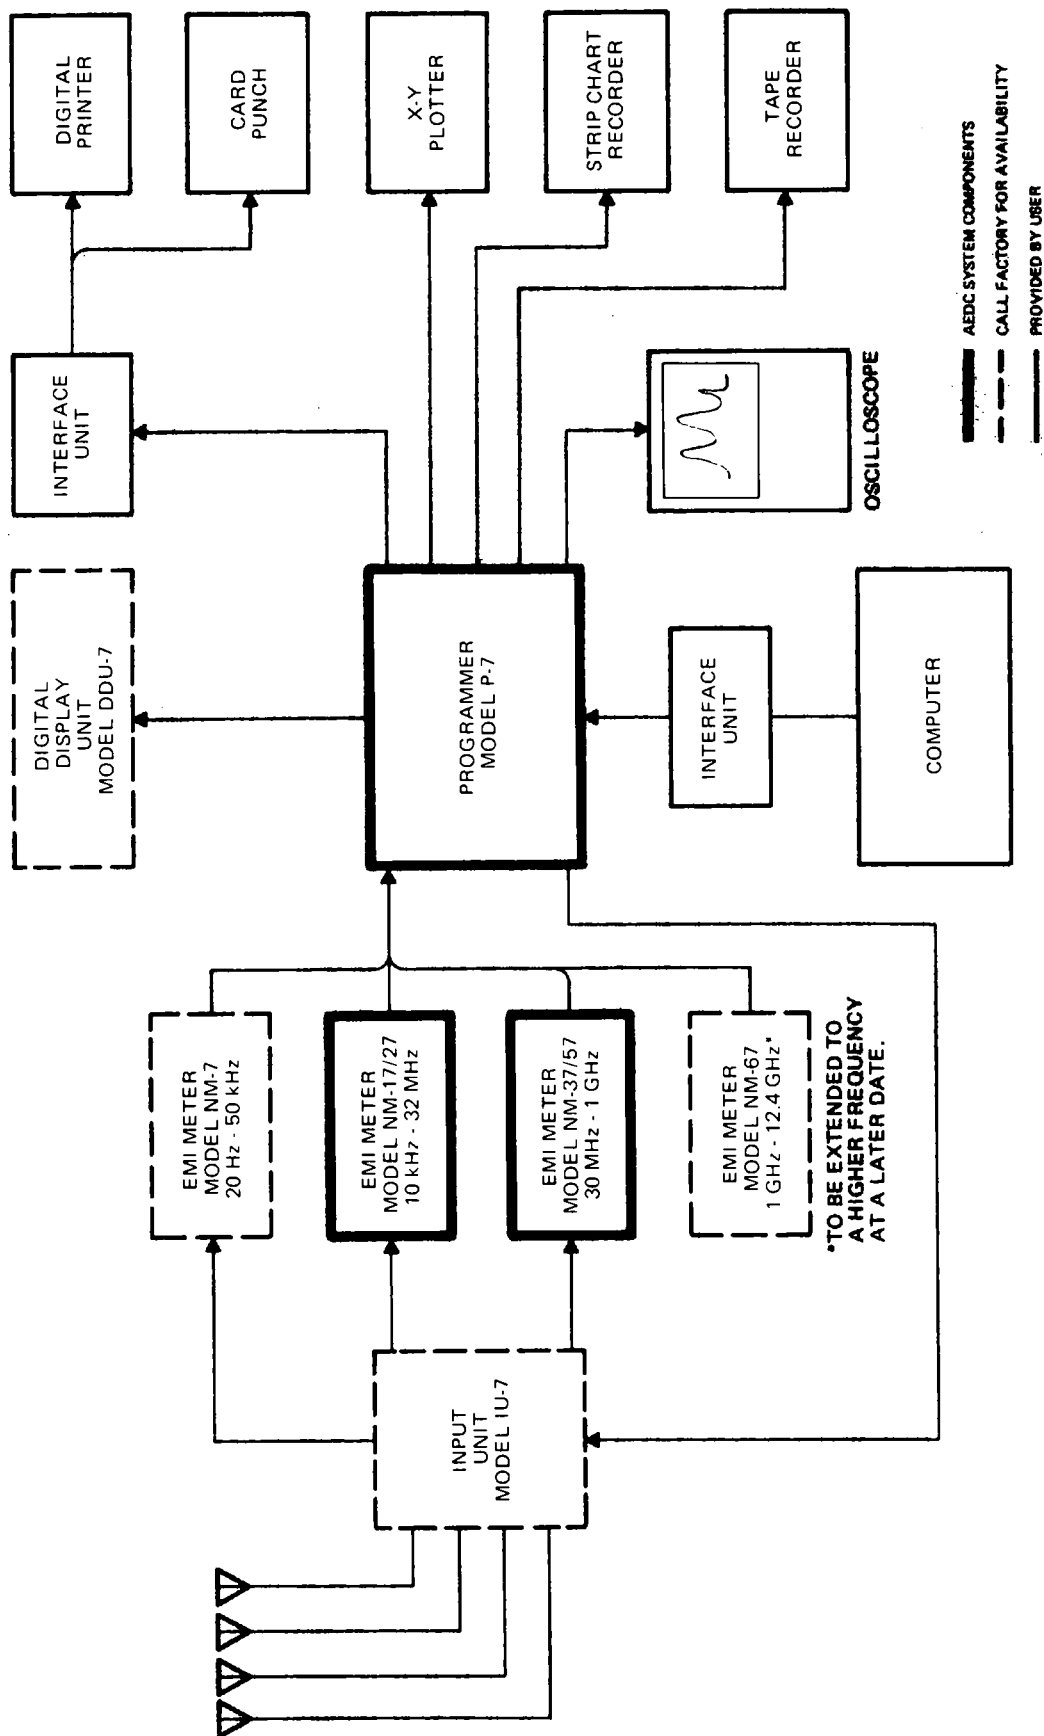 EMI METER
MODEL NM-7
20 Hz - 50 kHz
DIGITAL
DISPLAY
UNIT
MODEL DDU-7
INTERFACE
UNIT
DIGITAL
PRINTER
CARD
PUNCH
INPUT
UNIT
MODEL IU-7
EMI METER
MODEL NM-17/27
10 kHz - 32 MHz
PROGRAMMER
MODEL P-7
X-Y
PLOTTER
EMI METER
MODEL NM-37/57
30 MHz - 1 GHz
STRIP CHART
RECORDER
EMI METER
MODEL NM-67
1 GHz - 12.4 GHz*
INTERFACE
UNIT
TAPE
RECORDER
*TO BE EXTENDED TO
A HIGHER FREQUENCY
AT A LATER DATE.
OSCILLOSCOPE
COMPUTER
AEDC SYSTEM COMPONENTS
CALL FACTORY FOR AVAILABILITY
PROVIDED BY USER